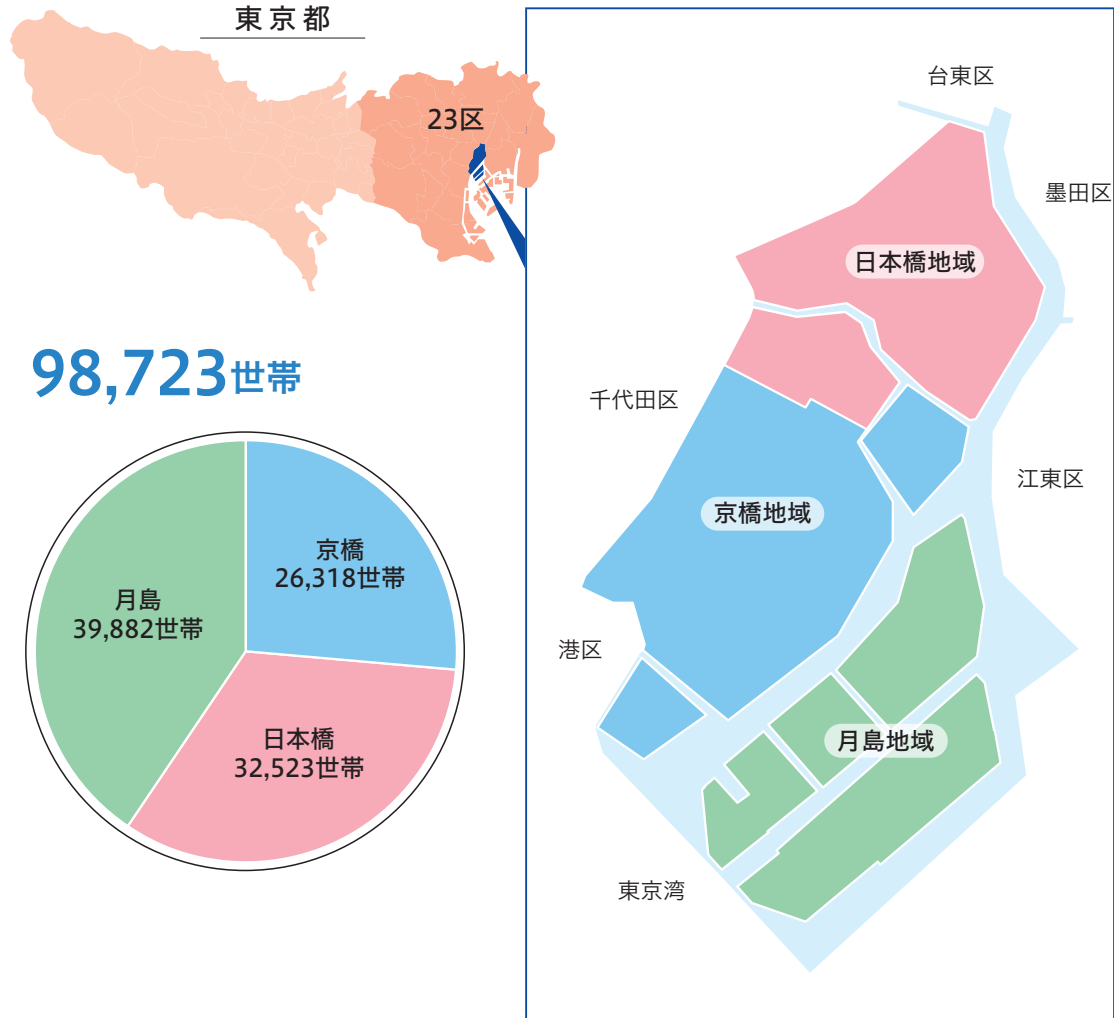 東京都
23区
98,723世帯
京橋
26,318世帯
月島
39,882世帯
日本橋
32,523世帯
台東区
墨田区
日本橋地域
千代田区
江東区
京橋地域
港区
月島地域
東京湾